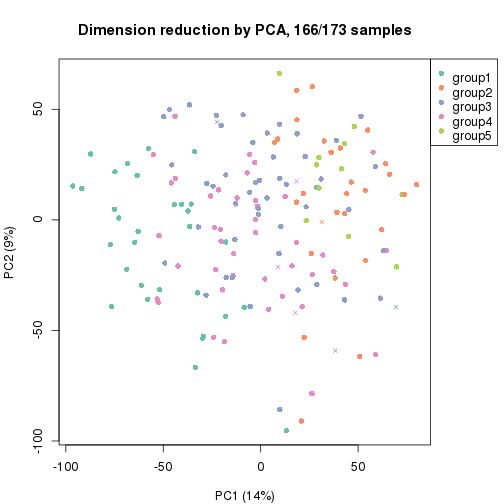 Dimension reduction by PCA, 166/173 samples
group1
group2
group3
group4
group5
50
0
-50
-100
PC2 (9%)
-100
-50
0
50
PC1 (14%)